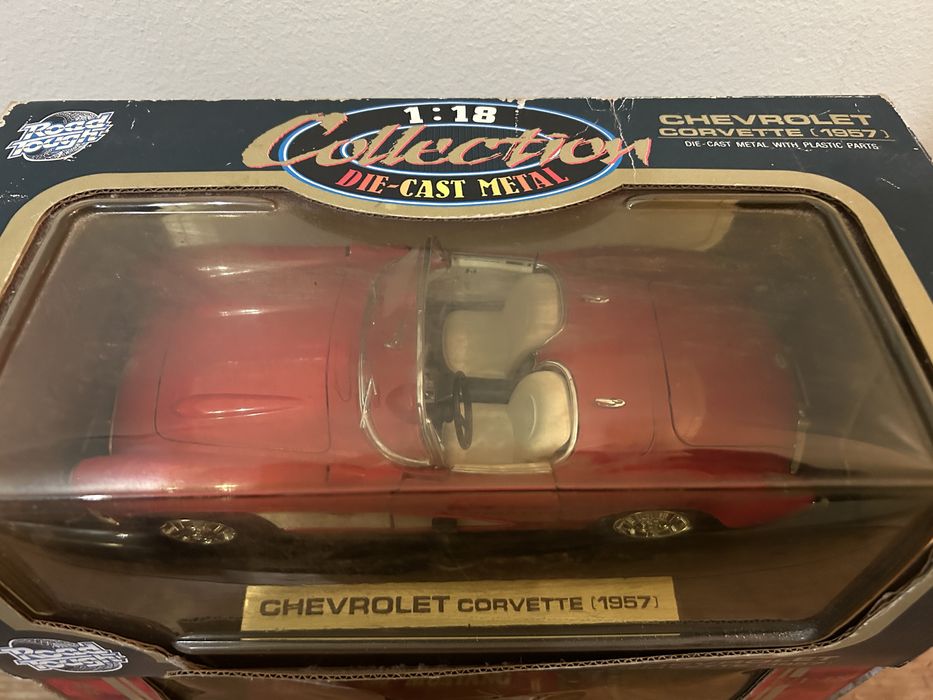 Road
Tough
1:18
Collection
DIE-CAST METAL
CHEVROLET
CORVETTE (1957)
DIE-CAST METAL WITH PLASTIC PARTS
CHEVROLET CORVETTE (1957)
Road
Tough